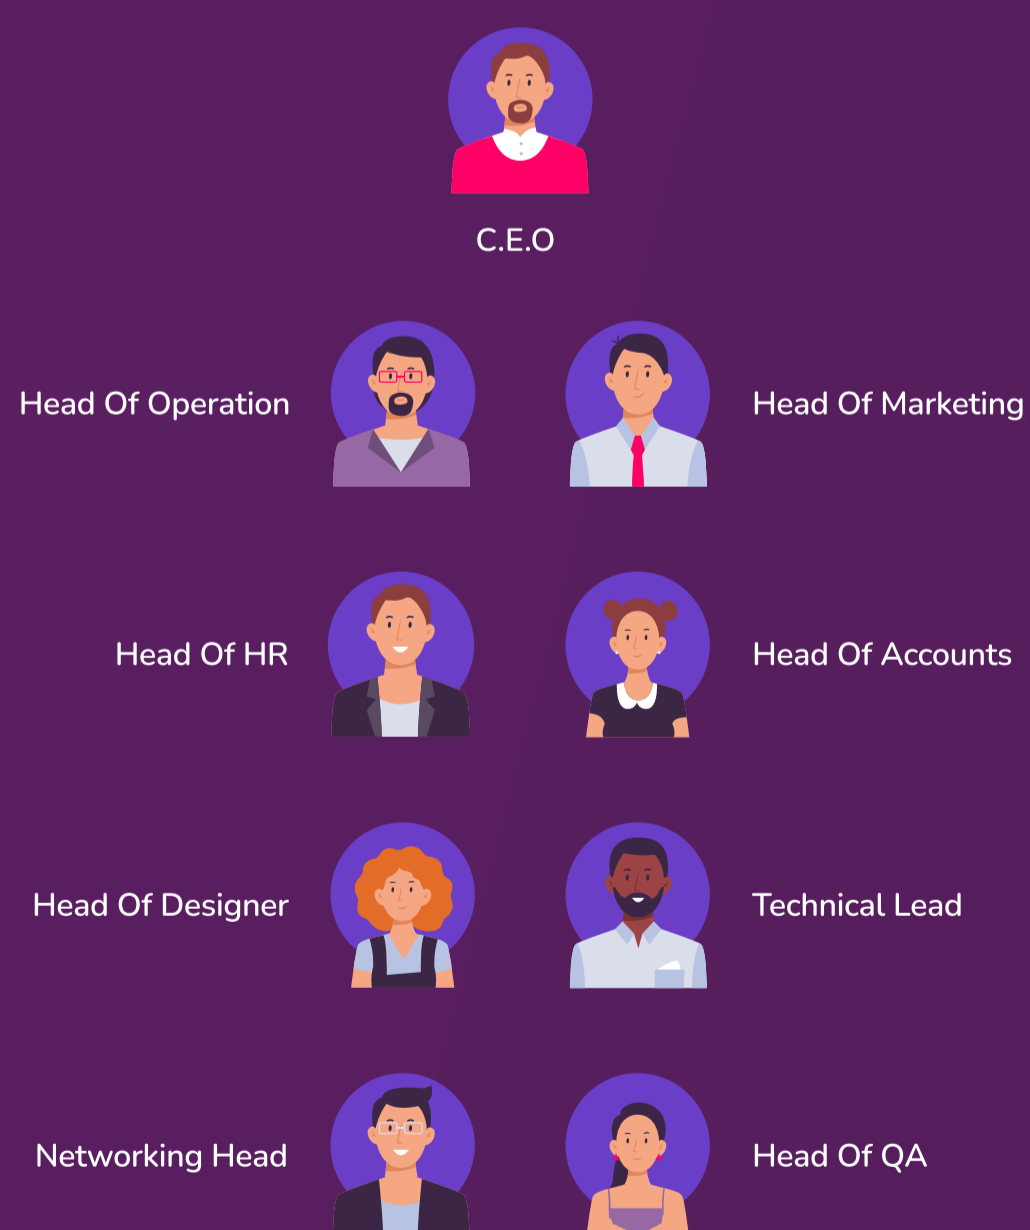 C.E.O
Head Of Operation
Head Of Marketing
Head Of HR
Head Of Accounts
Head Of Designer
Technical Lead
Networking Head
Head Of QA